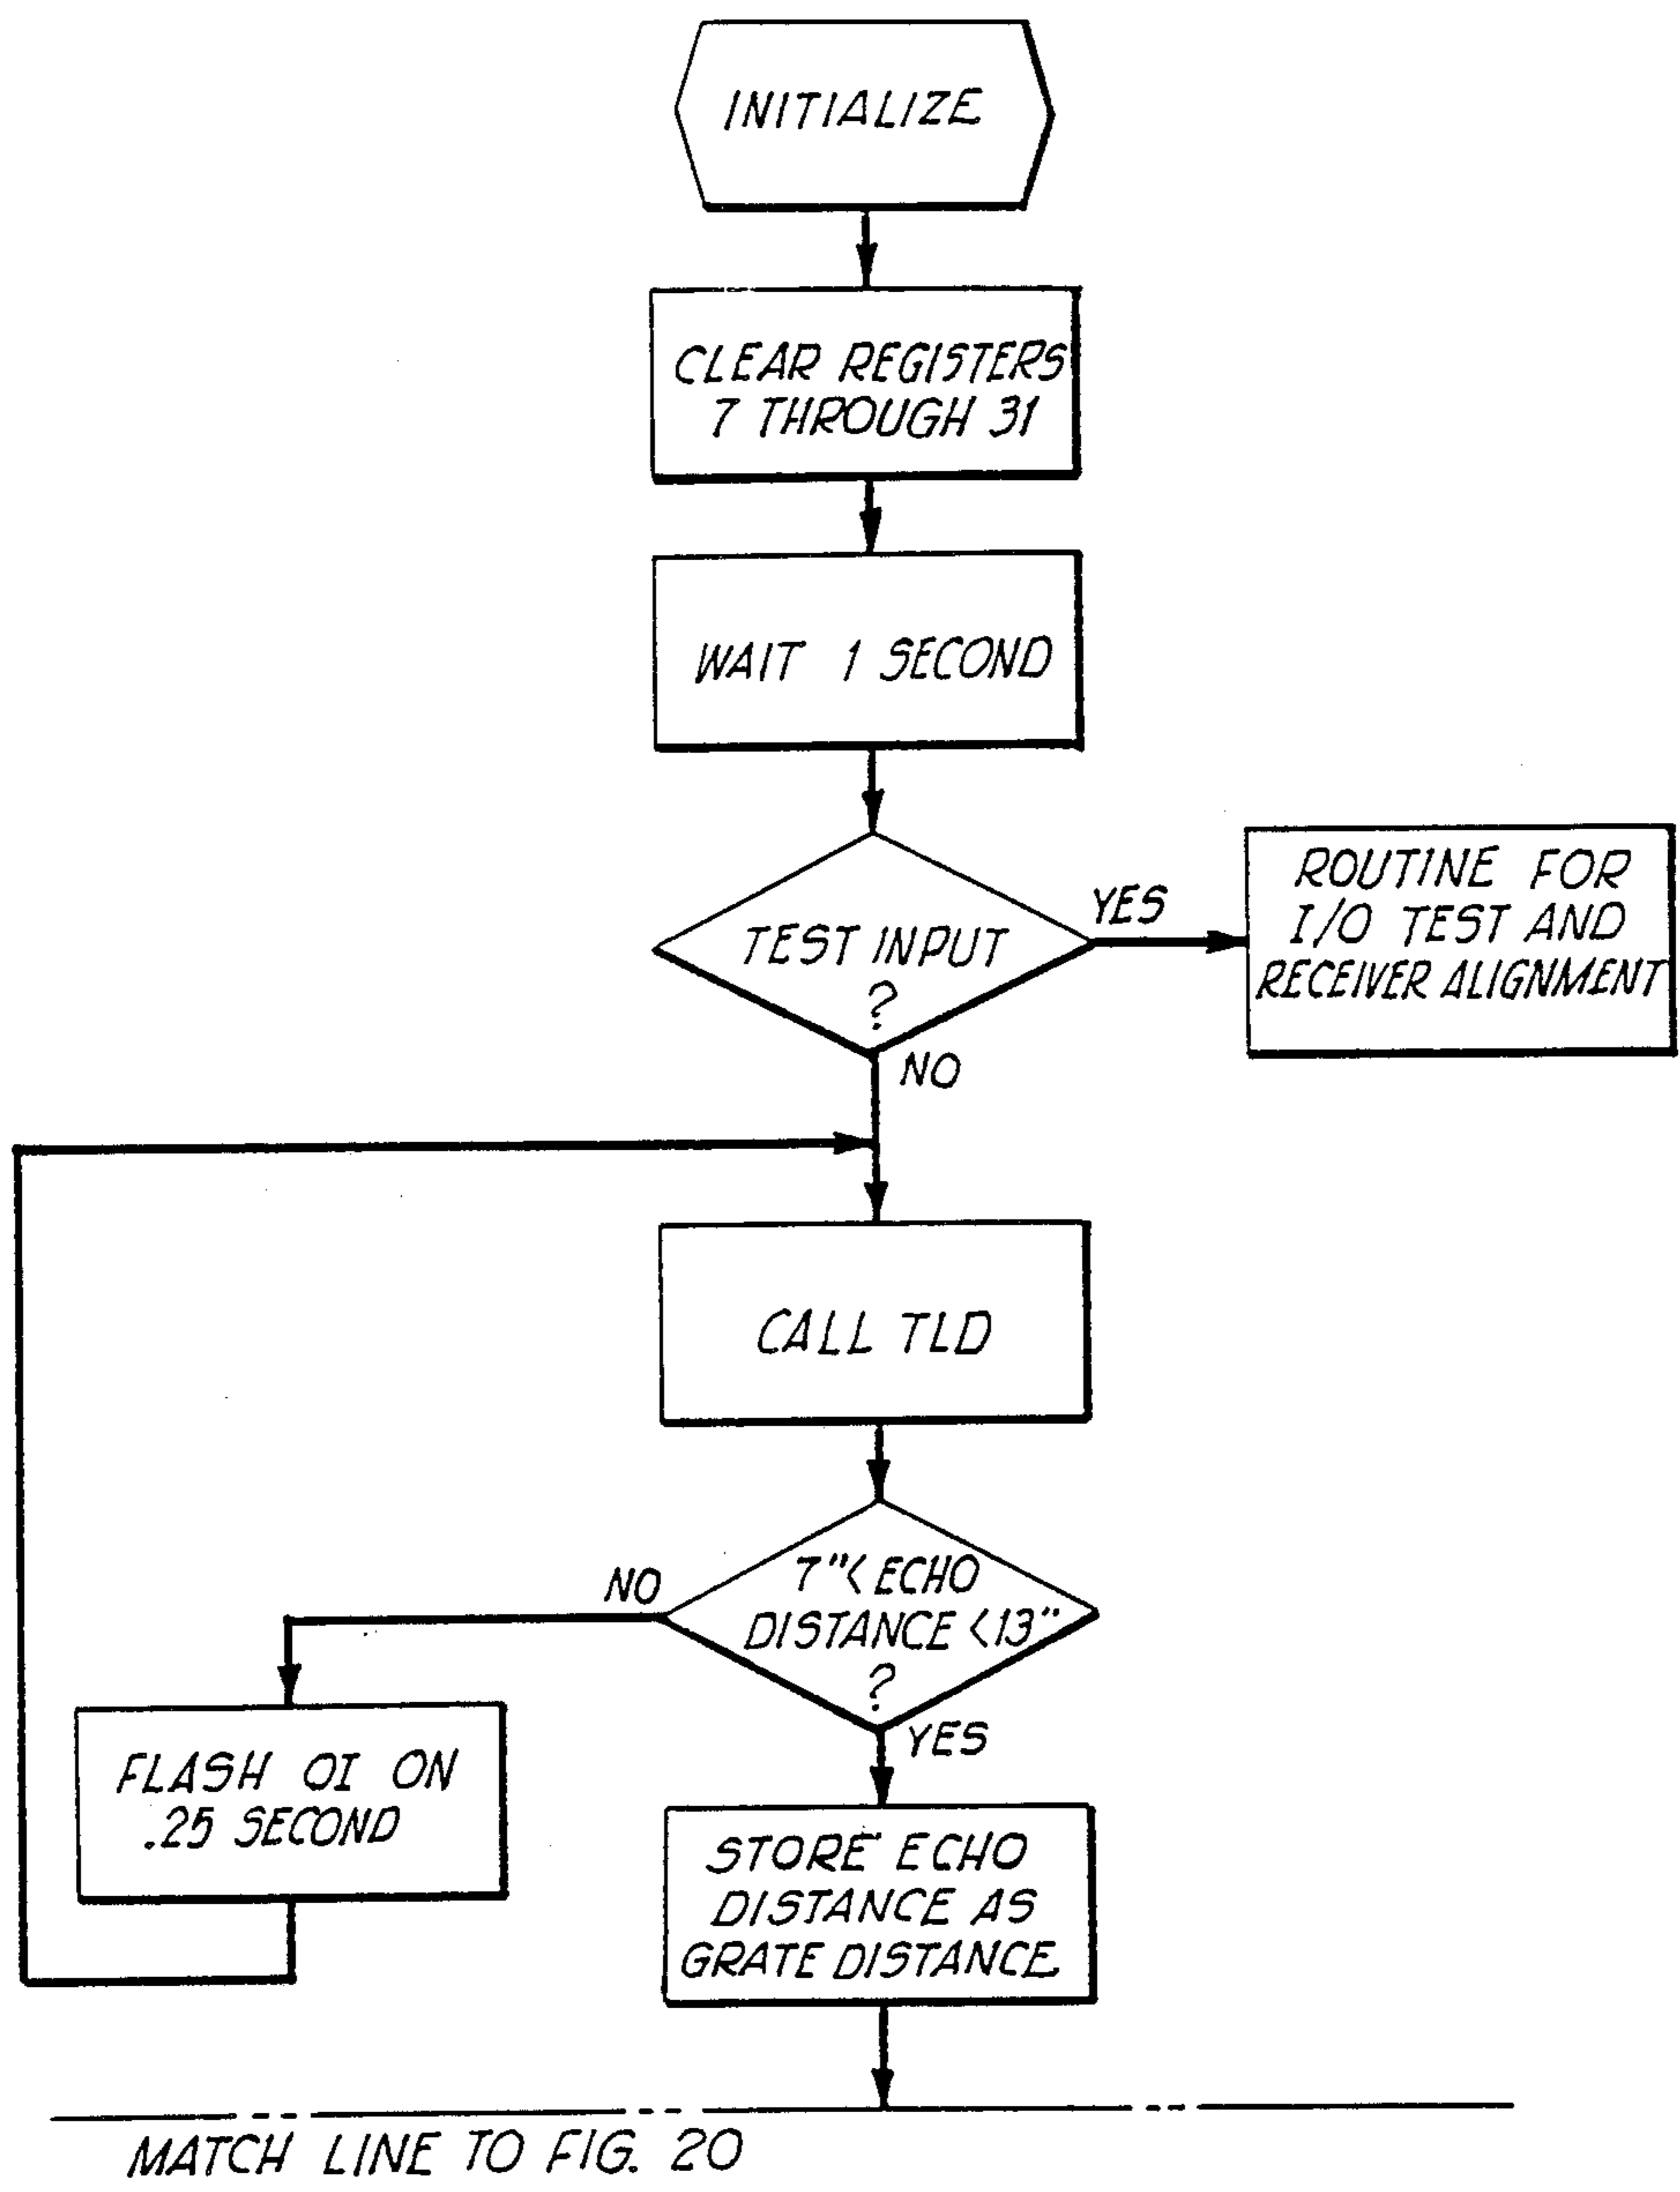 INITIALIZE
CLEAR REGISTERS
7 THROUGH 31
WAIT 1 SECOND
TEST INPUT
?
YES
ROUTINE FOR
I/O TEST AND
RECEIVER ALIGNMENT
NO
CALL TLD
7"< ECHO
DISTANCE <13"
?
NO
YES
FLASH OI ON
.25 SECOND
STORE ECHO
DISTANCE AS
GRATE DISTANCE
MATCH LINE TO FIG. 20